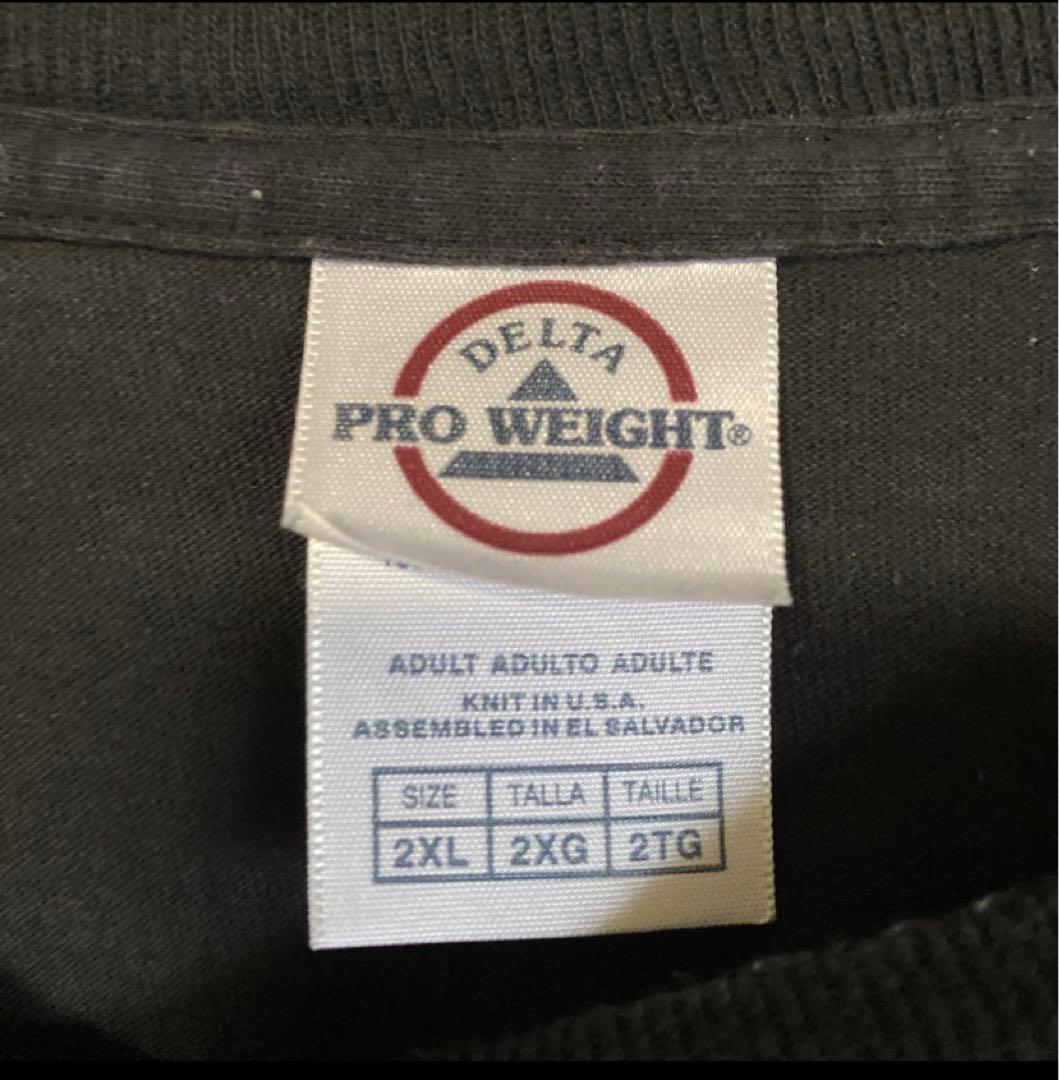 DELTA
PRO WEIGHT®
ADULT ADULTO ADULTE
KNIT IN U.S.A.
ASSEMBLED IN EL SALVADOR
SIZE TALLA TAILLE
2XL 2XG 2TG